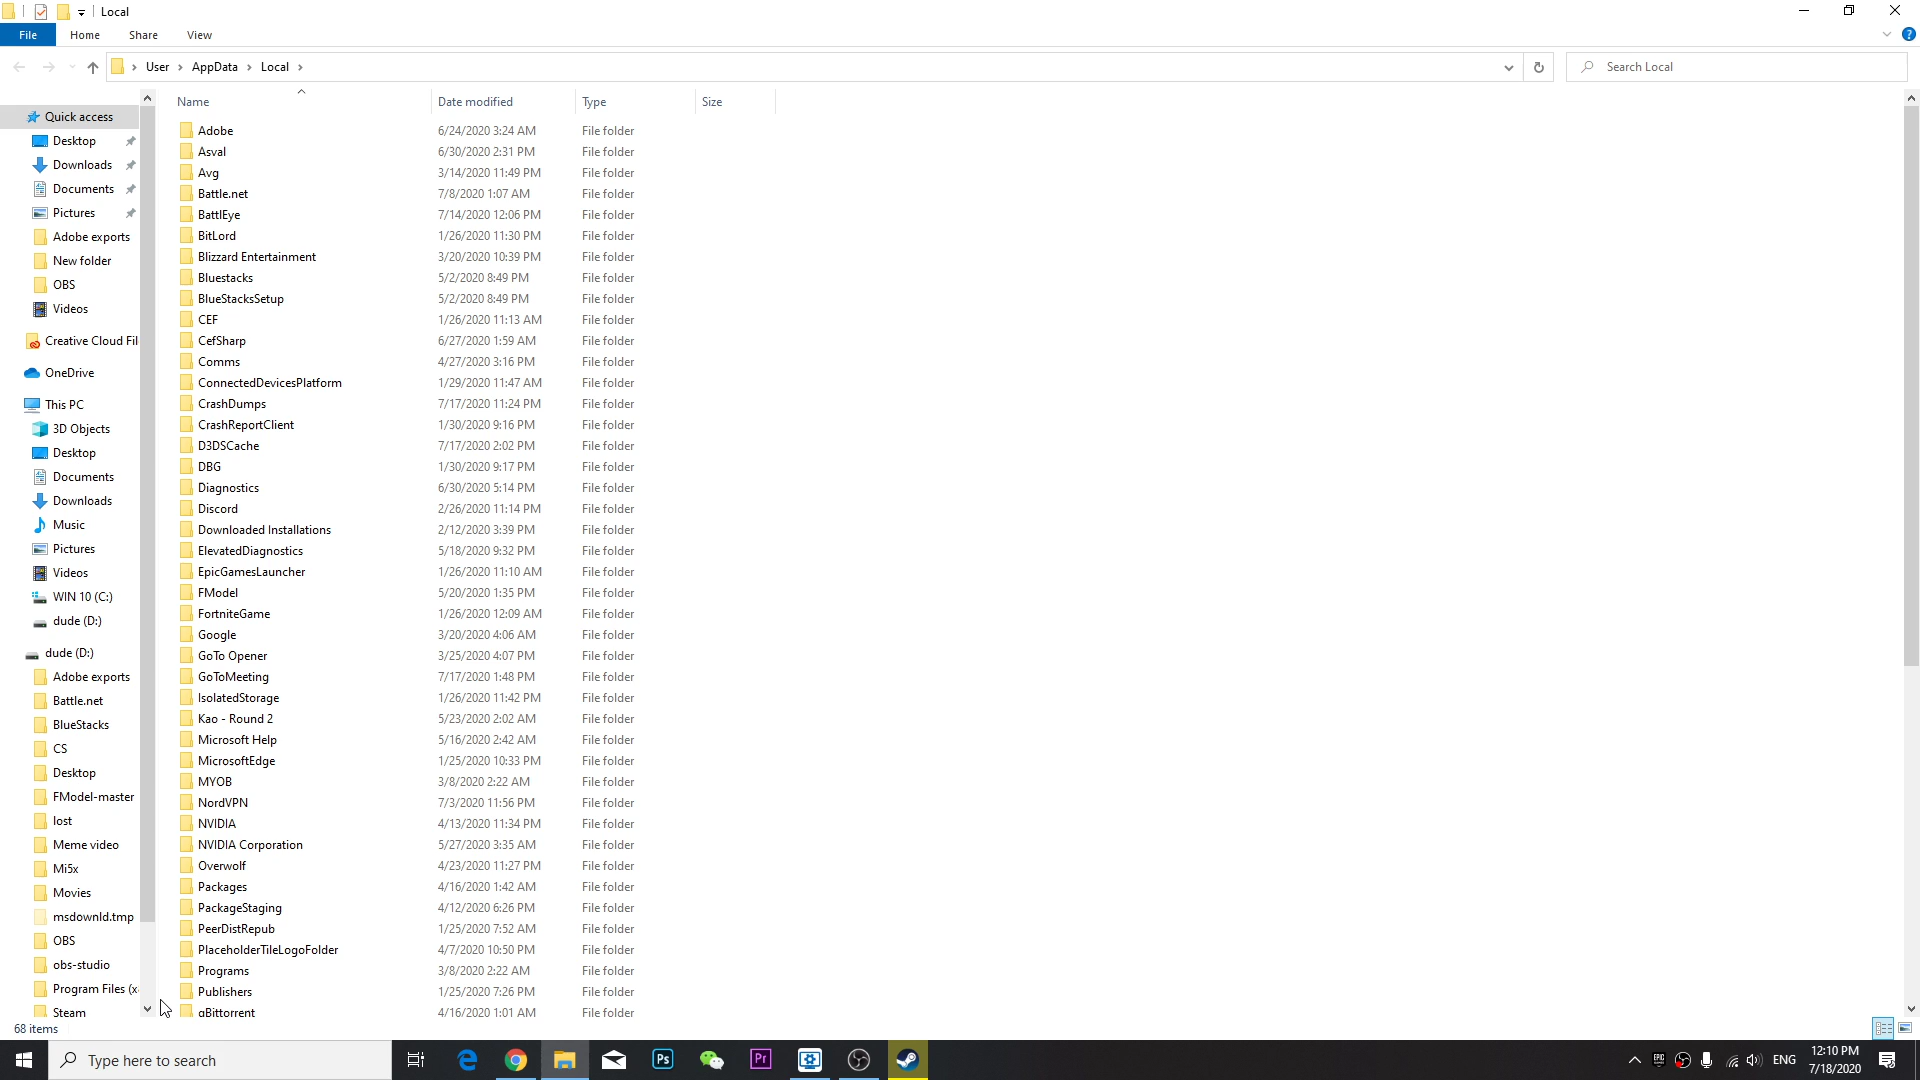 Local
File Home Share View
User AppData Local
Search Local
Name Date modified Type Size
Quick access
Desktop
Downloads
Documents
Pictures
Adobe exports
New folder
OBS
Videos
Creative Cloud Fil
OneDrive
This PC
3D Objects
Desktop
Documents
Downloads
Music
Pictures
Videos
WIN 10 (C:)
dude (D:)
dude (D:)
Adobe exports
Battle.net
BlueStacks
CS
Desktop
FModel-master
lost
Meme video
Mi5x
Movies
msdownld.tmp
OBS
obs-studio
Program Files (x
Steam
Adobe 6/24/2020 3:24 AM File folder
Asval 6/30/2020 2:31 PM File folder
Avg 3/14/2020 11:49 PM File folder
Battle.net 7/8/2020 1:07 AM File folder
BattlEye 7/14/2020 12:06 PM File folder
BitLord 1/26/2020 11:30 PM File folder
Blizzard Entertainment 3/20/2020 10:39 PM File folder
Bluestacks 5/2/2020 8:49 PM File folder
BlueStacksSetup 5/2/2020 8:49 PM File folder
CEF 1/26/2020 11:13 AM File folder
CefSharp 6/27/2020 1:59 AM File folder
Comms 4/27/2020 3:16 PM File folder
ConnectedDevicesPlatform 1/29/2020 11:47 AM File folder
CrashDumps 7/17/2020 11:24 PM File folder
CrashReportClient 1/30/2020 9:16 PM File folder
D3DSCache 7/17/2020 2:02 PM File folder
DBG 1/30/2020 9:17 PM File folder
Diagnostics 6/30/2020 5:14 PM File folder
Discord 2/26/2020 11:14 PM File folder
Downloaded Installations 2/12/2020 3:39 PM File folder
ElevatedDiagnostics 5/18/2020 9:32 PM File folder
EpicGamesLauncher 1/26/2020 11:10 AM File folder
FModel 5/20/2020 1:35 PM File folder
FortniteGame 1/26/2020 12:09 AM File folder
Google 3/20/2020 4:06 AM File folder
GoTo Opener 3/25/2020 4:07 PM File folder
GoToMeeting 7/17/2020 1:48 PM File folder
IsolatedStorage 1/26/2020 11:42 PM File folder
Kao - Round 2 5/23/2020 2:02 AM File folder
Microsoft Help 5/16/2020 2:42 AM File folder
MicrosoftEdge 1/25/2020 10:33 PM File folder
MYOB 3/8/2020 2:22 AM File folder
NordVPN 7/3/2020 11:56 PM File folder
NVIDIA 4/13/2020 11:34 PM File folder
NVIDIA Corporation 5/27/2020 3:35 AM File folder
Overwolf 4/23/2020 11:27 PM File folder
Packages 4/16/2020 1:42 AM File folder
PackageStaging 4/12/2020 6:26 PM File folder
PeerDistRepub 1/25/2020 7:52 AM File folder
PlaceholderTileLogoFolder 4/7/2020 10:50 PM File folder
Programs 3/8/2020 2:22 AM File folder
Publishers 1/25/2020 7:26 PM File folder
qBittorrent 4/16/2020 1:01 AM File folder
68 items
Type here to search
Ps
Pr
EPIC
ENG
12:10 PM
7/18/2020